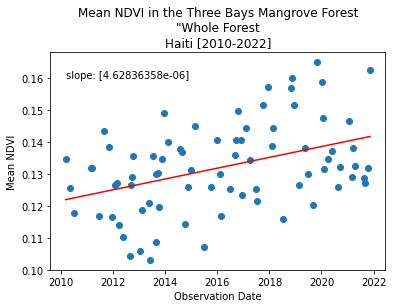 Mean NDVI in the Three Bays Mangrove Forest
"Whole Forest
Haiti [2010-2022]
slope: [4.62836358e-06]
Mean NDVI
0.16
0.15
0.14
0.13
0.12
0.11
0.10
2010
2012
2014
2016
2018
2020
2022
Observation Date